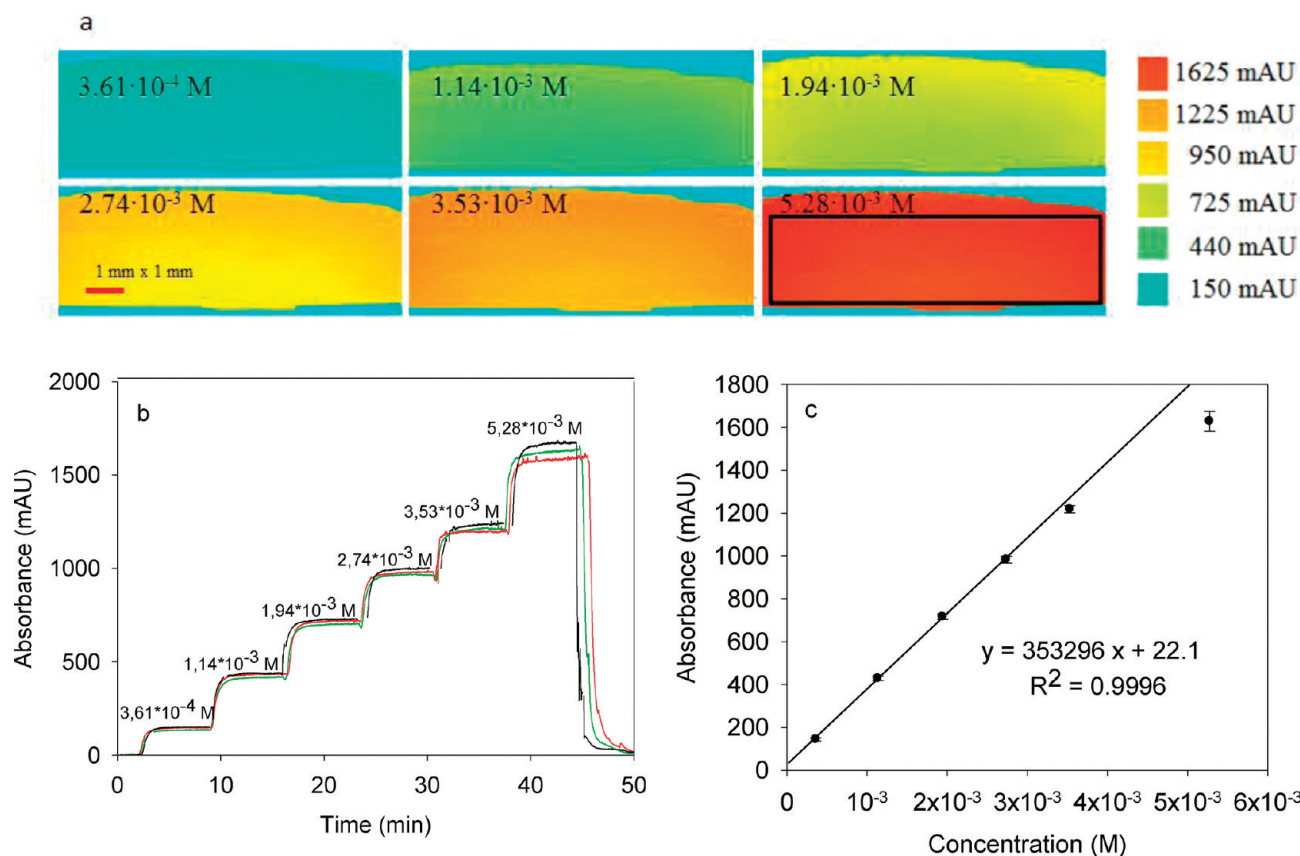 a
3.61·10⁻⁴ M
1.14·10⁻³ M
1.94·10⁻³ M
2.74·10⁻³ M
3.53·10⁻³ M
5.28·10⁻³ M
1 mm x 1 mm
1625 mAU
1225 mAU
950 mAU
725 mAU
440 mAU
150 mAU
b
Absorbance (mAU)
2000
1500
1000
500
0
3,61*10⁻⁴ M
1,14*10⁻³ M
1,94*10⁻³ M
2,74*10⁻³ M
3,53*10⁻³ M
5,28*10⁻³ M
0 10 20 30 40 50
Time (min)
c
Absorbance (mAU)
1800
1600
1400
1200
1000
800
600
400
200
0
y = 353296 x + 22.1
R² = 0.9996
0 10⁻³ 2x10⁻³ 3x10⁻³ 4x10⁻³ 5x10⁻³ 6x10⁻³
Concentration (M)